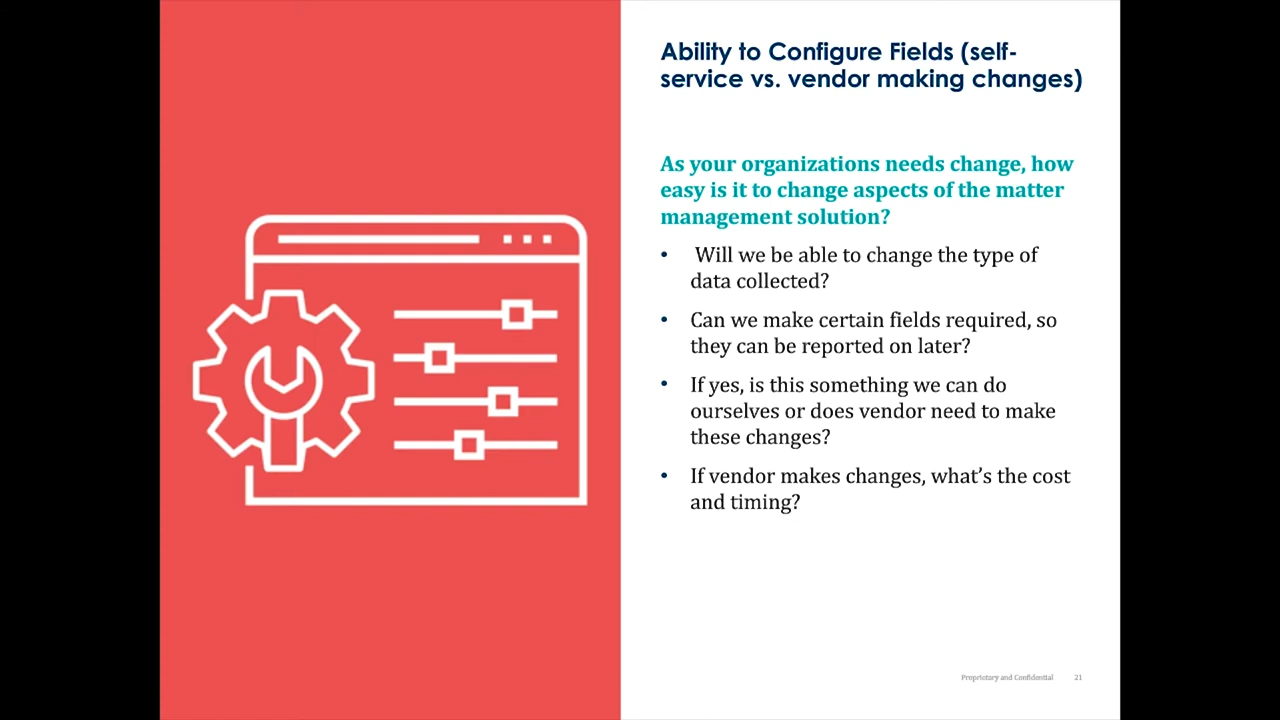 Ability to Configure Fields (self-
service vs. vendor making changes)
As your organizations needs change, how
easy is it to change aspects of the matter
management solution?
• Will we be able to change the type of
data collected?
• Can we make certain fields required, so
they can be reported on later?
• If yes, is this something we can do
ourselves or does vendor need to make
these changes?
• If vendor makes changes, what’s the cost
and timing?
Proprietary and Confidential 21